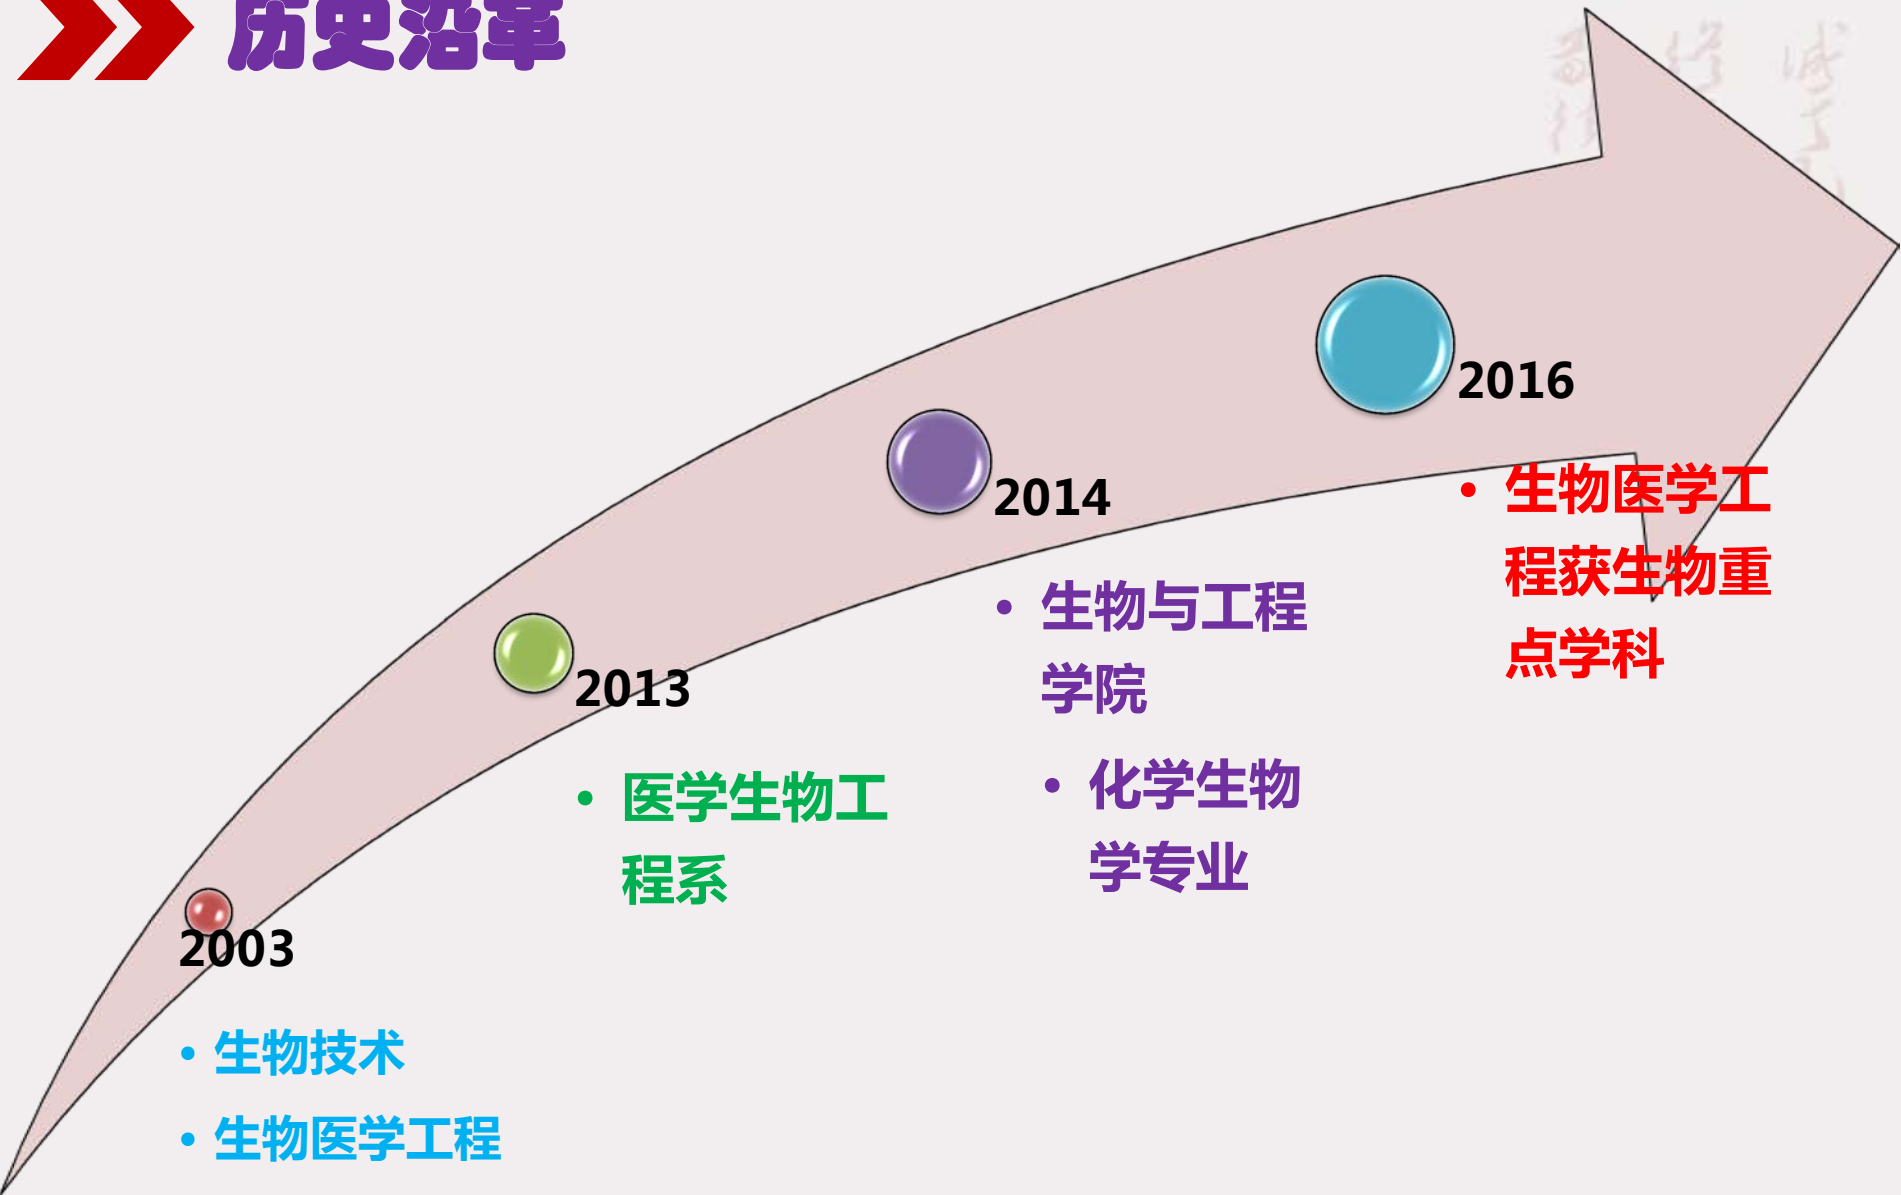 历史沿革
2016
• 生物医学工
程获生物重
点学科
2014
• 生物与工程
学院
• 化学生物
学专业
2013
• 医学生物工
程系
2003
• 生物技术
• 生物医学工程